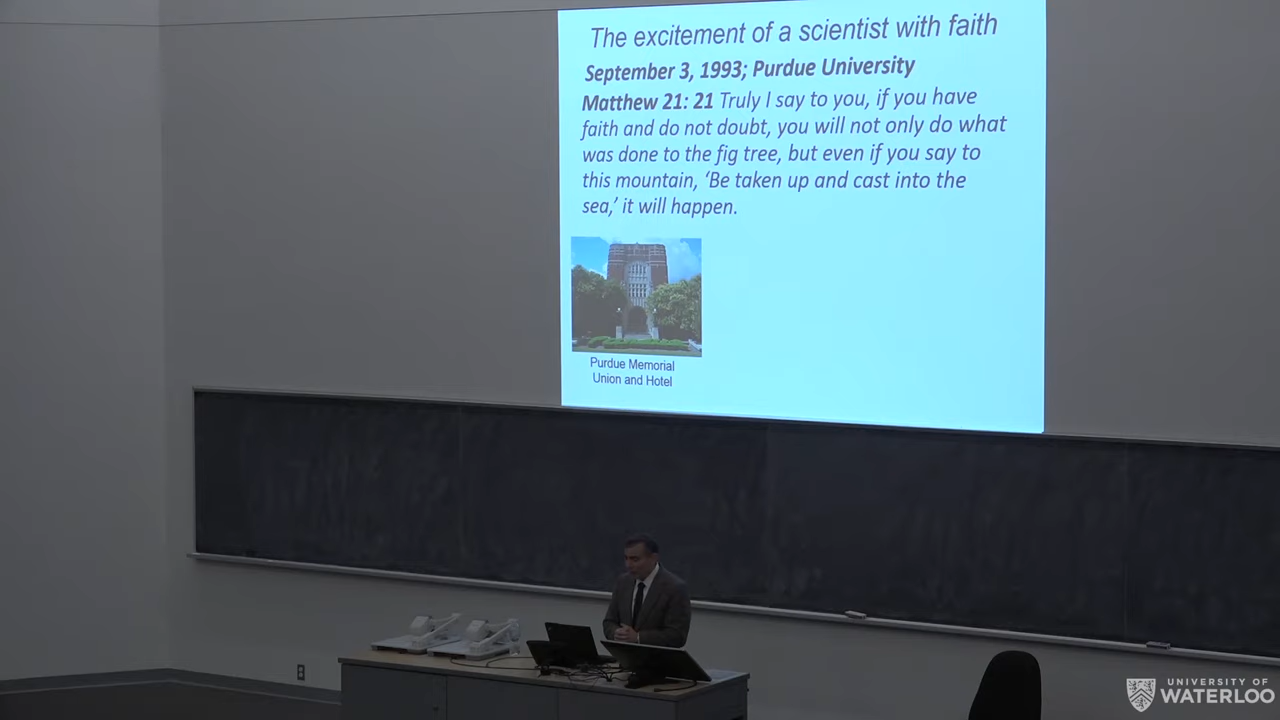 The excitement of a scientist with faith
September 3, 1993; Purdue University
Matthew 21: 21 Truly I say to you, if you have
faith and do not doubt, you will not only do what
was done to the fig tree, but even if you say to
this mountain, ‘Be taken up and cast into the
sea,’ it will happen.
Purdue Memorial
Union and Hotel
UNIVERSITY OF
WATERLOO